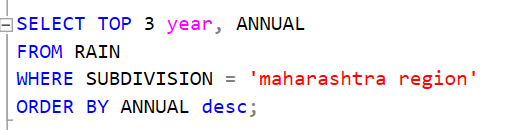 SELECT TOP 3 year, ANNUAL
FROM RAIN
WHERE SUBDIVISION = 'maharashtra region'
ORDER BY ANNUAL desc;